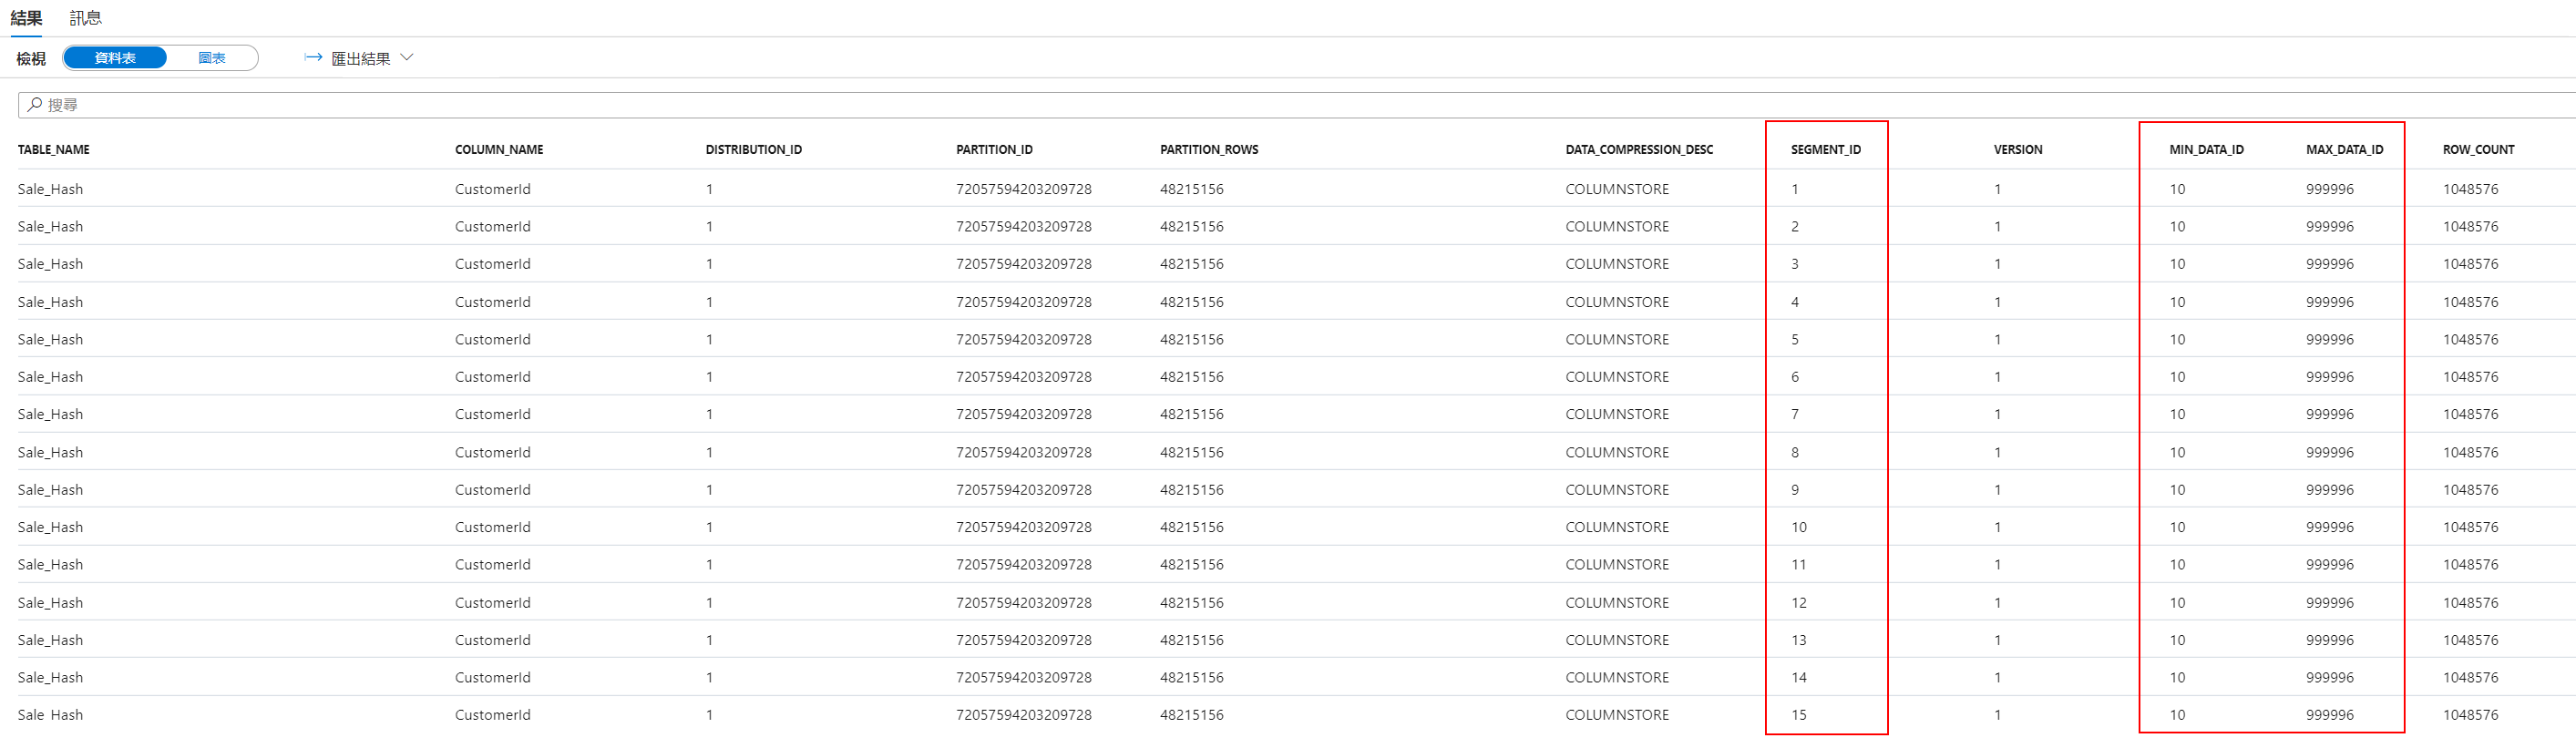 結果 訊息
檢視 資料表 圖表 匯出結果
搜尋
TABLE_NAME COLUMN_NAME DISTRIBUTION_ID PARTITION_ID PARTITION_ROWS DATA_COMPRESSION_DESC SEGMENT_ID VERSION MIN_DATA_ID MAX_DATA_ID ROW_COUNT
Sale_Hash CustomerId 1 72057594203209728 48215156 COLUMNSTORE 1 1 10 999996 1048576
Sale_Hash CustomerId 1 72057594203209728 48215156 COLUMNSTORE 2 1 10 999996 1048576
Sale_Hash CustomerId 1 72057594203209728 48215156 COLUMNSTORE 3 1 10 999996 1048576
Sale_Hash CustomerId 1 72057594203209728 48215156 COLUMNSTORE 4 1 10 999996 1048576
Sale_Hash CustomerId 1 72057594203209728 48215156 COLUMNSTORE 5 1 10 999996 1048576
Sale_Hash CustomerId 1 72057594203209728 48215156 COLUMNSTORE 6 1 10 999996 1048576
Sale_Hash CustomerId 1 72057594203209728 48215156 COLUMNSTORE 7 1 10 999996 1048576
Sale_Hash CustomerId 1 72057594203209728 48215156 COLUMNSTORE 8 1 10 999996 1048576
Sale_Hash CustomerId 1 72057594203209728 48215156 COLUMNSTORE 9 1 10 999996 1048576
Sale_Hash CustomerId 1 72057594203209728 48215156 COLUMNSTORE 10 1 10 999996 1048576
Sale_Hash CustomerId 1 72057594203209728 48215156 COLUMNSTORE 11 1 10 999996 1048576
Sale_Hash CustomerId 1 72057594203209728 48215156 COLUMNSTORE 12 1 10 999996 1048576
Sale_Hash CustomerId 1 72057594203209728 48215156 COLUMNSTORE 13 1 10 999996 1048576
Sale_Hash CustomerId 1 72057594203209728 48215156 COLUMNSTORE 14 1 10 999996 1048576
Sale_Hash CustomerId 1 72057594203209728 48215156 COLUMNSTORE 15 1 10 999996 1048576